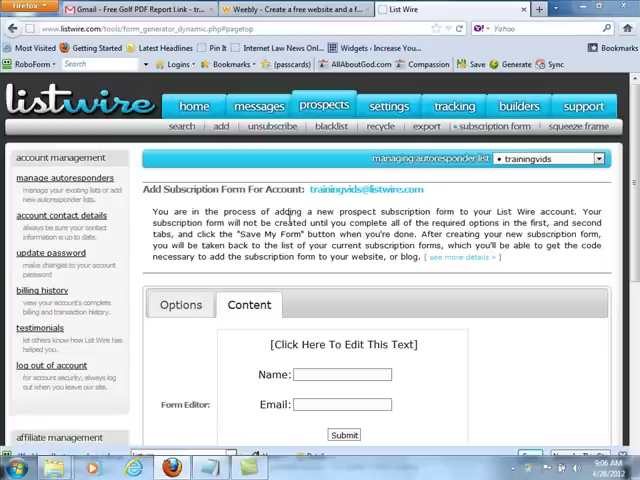 Firefox
Gmail - Free Golf PDF Report Link - tr...
Weebly - Create a free website and a f...
List Wire
www.listwire.com/tools/form_generator_dynamic.php#pagetop
Yahoo
Most Visited Getting Started Latest Headlines Pin It Internet Law News Onl... Widgets - Increase Yo... Bookmarks
RoboForm Search Logins Bookmarks (passcards) AllAboutGod.com Compassion Save Generate Sync
listwire
home messages prospects settings tracking builders support
search add unsubscribe blacklist recycle export subscription form squeeze frame
account management
manage autoresponders
manage your existing lists or add new autoresponders.
account contact details
always be sure your contact information is up to date.
update password
make changes to your account password
billing history
view your account's complete billing and transaction history.
testimonials
let others know how List Wire has helped you.
log out of account
for account security, always log out when you leave our site.
affiliate management
managing autoresponder list • trainingvids
Add Subscription Form For Account: trainingvids@listwire.com
You are in the process of adding a new prospect subscription form to your List Wire account. Your
subscription form will not be created until you complete all of the required options in the first, and second
tabs, and click the "Save My Form" button when you're done. After creating your new subscription form,
you will be taken back to the list of your current subscription forms, which you'll be able to get the code
necessary to add the subscription form to your website, or blog. [ see more details » ]
Options Content
[Click Here To Edit This Text]
Name:
Form Editor:
Email:
Submit
9:06 AM
4/28/2012